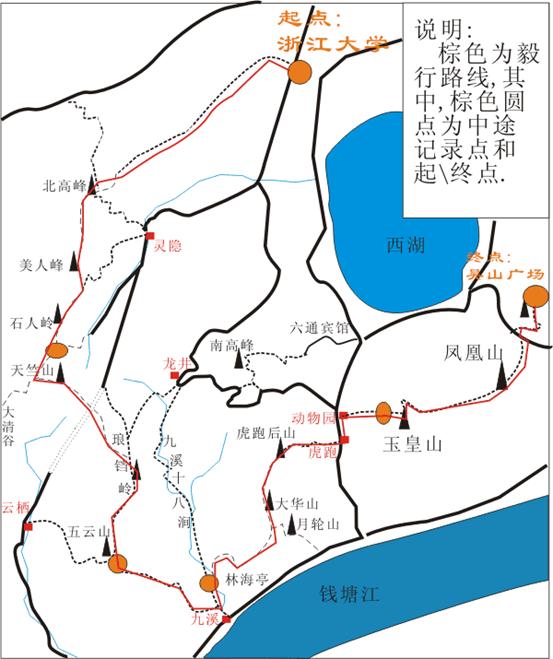 起点:
浙江大学
说明:
棕色为毅
行路线,其
中,棕色圆
点为中途
记录点和
起\终点.
北高峰
灵隐
西湖
美人峰
终点:
吴山广场
石人岭
六通宾馆
南高峰
凤凰山
龙井
天竺山
大清谷
动物园
玉皇山
琅铛岭
九溪十八涧
虎跑后山
虎跑
云栖
大华山
五云山
月轮山
林海亭
钱塘江
九溪